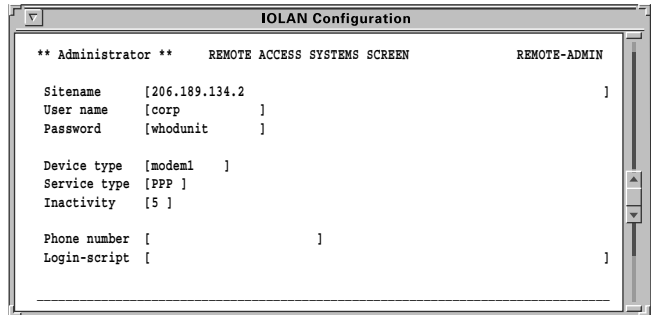 IOLAN Configuration
** Administrator ** REMOTE ACCESS SYSTEMS SCREEN REMOTE-ADMIN
Sitename [206.189.134.2 ]
User name [corp ]
Password [whodunit ]
Device type [modem1 ]
Service type [PPP ]
Inactivity [5 ]
Phone number [ ]
Login-script [ ]